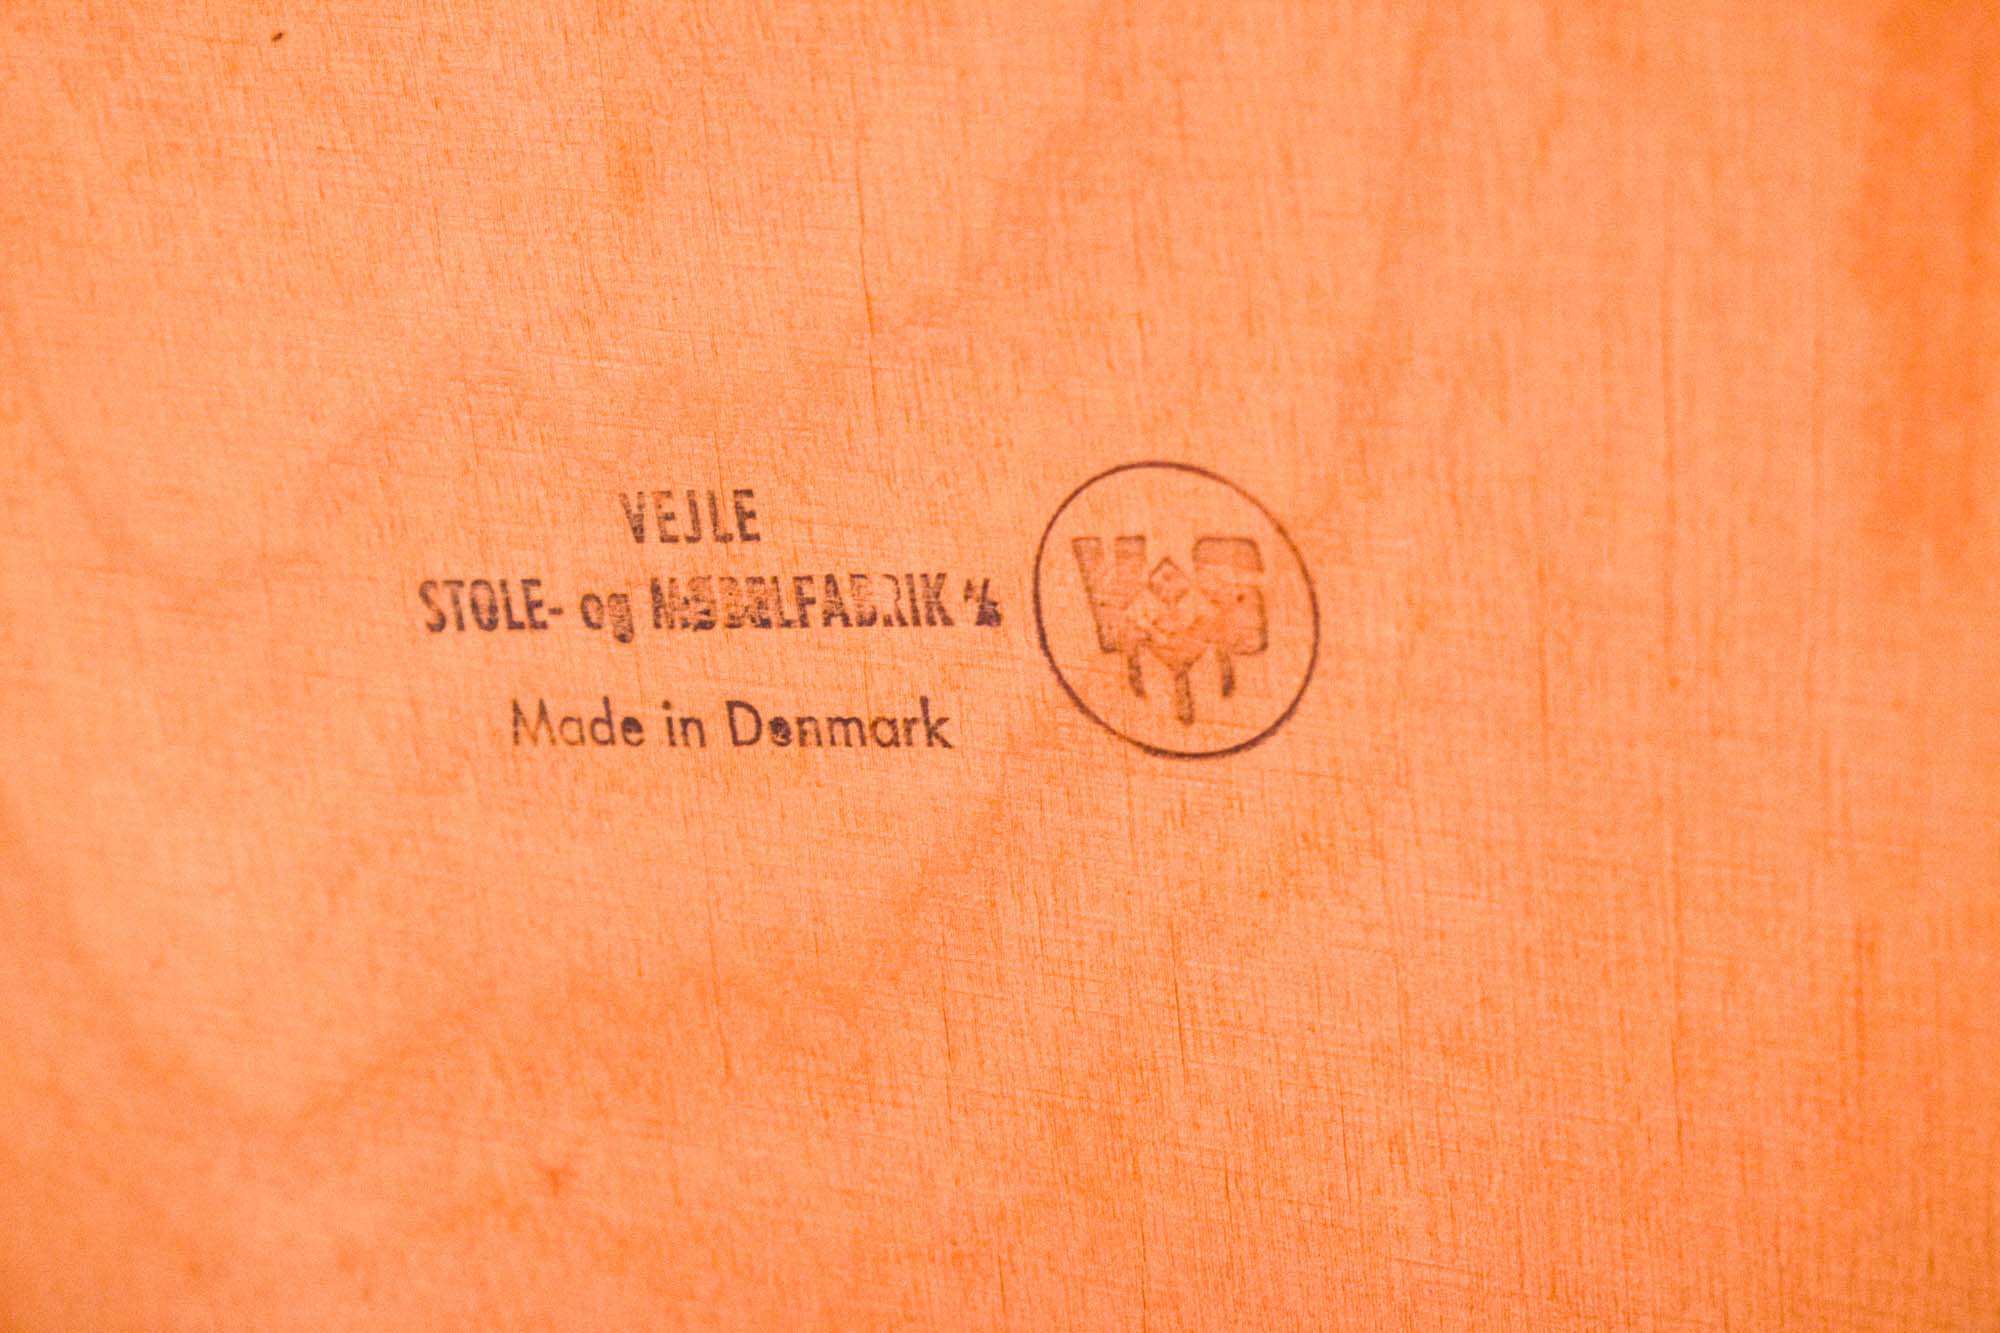 VEJLE
STOLE- og MØBELFABRIK A/S
Made in Denmark